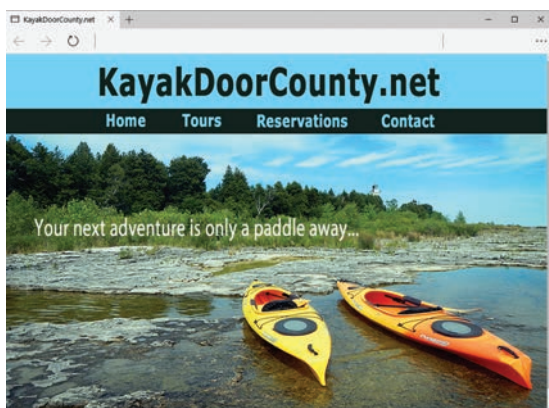 KayakDoorCounty.net
KayakDoorCounty.net
Home Tours Reservations Contact
Your next adventure is only a paddle away...